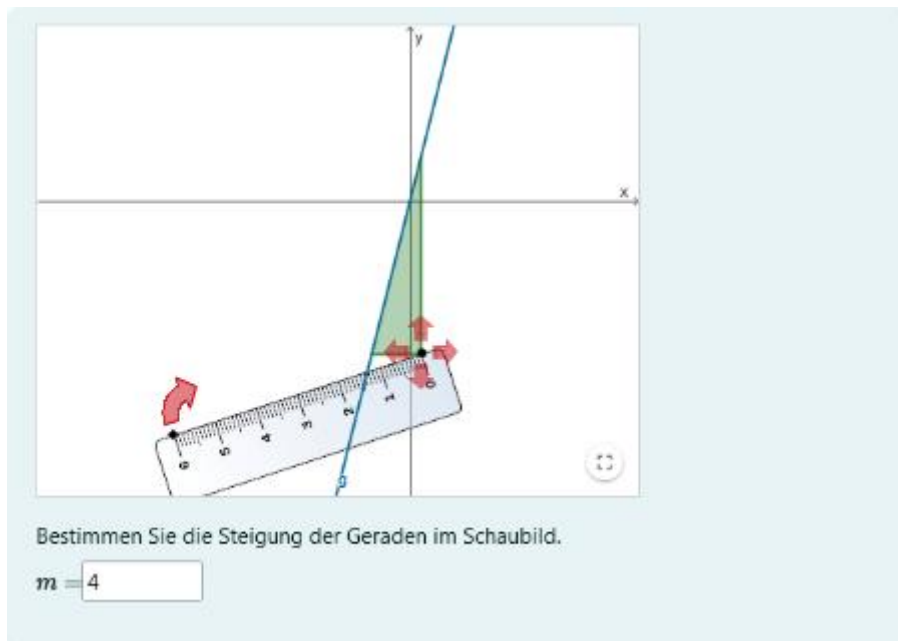 y
x
6 5 4 3 2 1 0
g
Bestimmen Sie die Steigung der Geraden im Schaubild.
m = 4